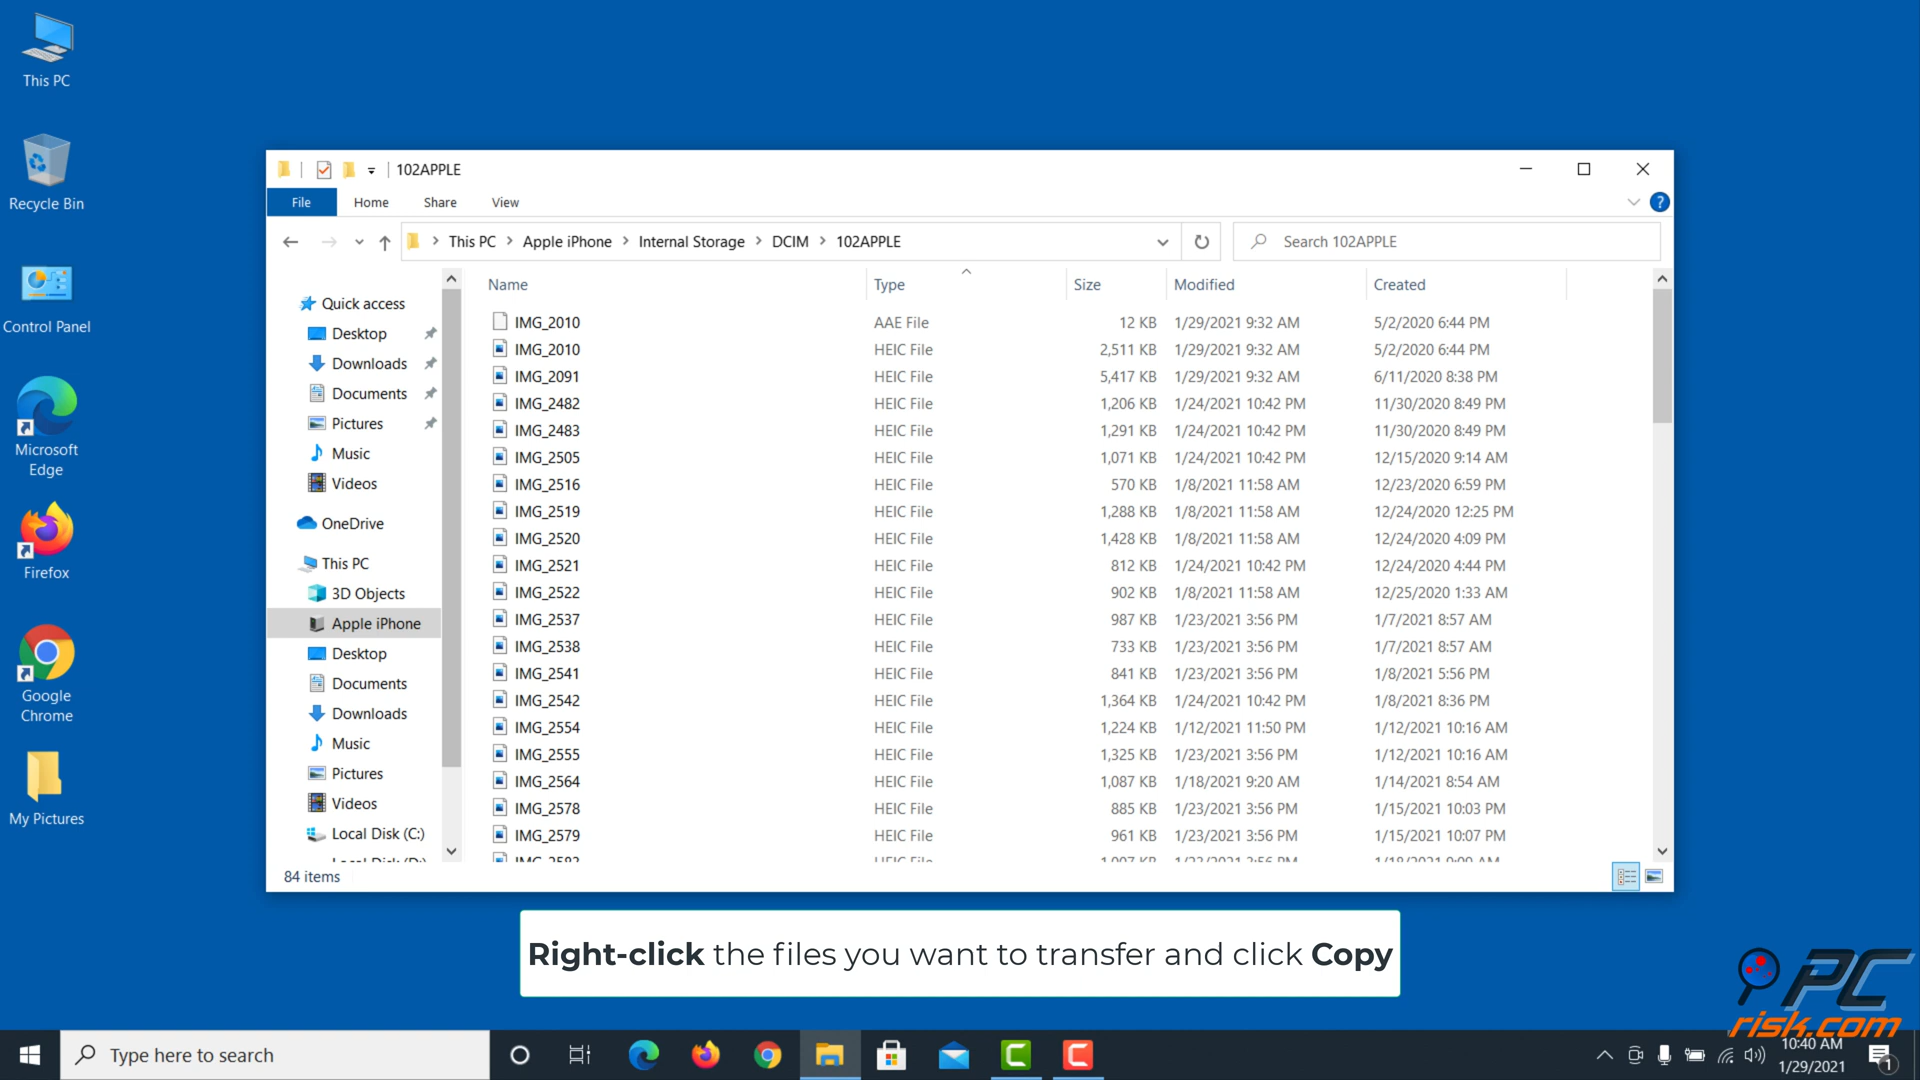 This PC
Recycle Bin
Control Panel
Microsoft
Edge
Firefox
Google
Chrome
My Pictures
102APPLE
File Home Share View
This PC > Apple iPhone > Internal Storage > DCIM > 102APPLE
Search 102APPLE
Quick access
Desktop
Downloads
Documents
Pictures
Music
Videos
OneDrive
This PC
3D Objects
Apple iPhone
Desktop
Documents
Downloads
Music
Pictures
Videos
Local Disk (C:)
Local Disk (D:)
Name Type Size Modified Created
IMG_2010 AAE File 12 KB 1/29/2021 9:32 AM 5/2/2020 6:44 PM
IMG_2010 HEIC File 2,511 KB 1/29/2021 9:32 AM 5/2/2020 6:44 PM
IMG_2091 HEIC File 5,417 KB 1/29/2021 9:32 AM 6/11/2020 8:38 PM
IMG_2482 HEIC File 1,206 KB 1/24/2021 10:42 PM 11/30/2020 8:49 PM
IMG_2483 HEIC File 1,291 KB 1/24/2021 10:42 PM 11/30/2020 8:49 PM
IMG_2505 HEIC File 1,071 KB 1/24/2021 10:42 PM 12/15/2020 9:14 AM
IMG_2516 HEIC File 570 KB 1/8/2021 11:58 AM 12/23/2020 6:59 PM
IMG_2519 HEIC File 1,288 KB 1/8/2021 11:58 AM 12/24/2020 12:25 PM
IMG_2520 HEIC File 1,428 KB 1/8/2021 11:58 AM 12/24/2020 4:09 PM
IMG_2521 HEIC File 812 KB 1/24/2021 10:42 PM 12/24/2020 4:44 PM
IMG_2522 HEIC File 902 KB 1/8/2021 11:58 AM 12/25/2020 1:33 AM
IMG_2537 HEIC File 987 KB 1/23/2021 3:56 PM 1/7/2021 8:57 AM
IMG_2538 HEIC File 733 KB 1/23/2021 3:56 PM 1/7/2021 8:57 AM
IMG_2541 HEIC File 841 KB 1/23/2021 3:56 PM 1/8/2021 5:56 PM
IMG_2542 HEIC File 1,364 KB 1/24/2021 10:42 PM 1/8/2021 8:36 PM
IMG_2554 HEIC File 1,224 KB 1/12/2021 11:50 PM 1/12/2021 10:16 AM
IMG_2555 HEIC File 1,325 KB 1/23/2021 3:56 PM 1/12/2021 10:16 AM
IMG_2564 HEIC File 1,087 KB 1/18/2021 9:20 AM 1/14/2021 8:54 AM
IMG_2578 HEIC File 885 KB 1/23/2021 3:56 PM 1/15/2021 10:03 PM
IMG_2579 HEIC File 961 KB 1/23/2021 3:56 PM 1/15/2021 10:07 PM
HEIC File 1/23/2021 3:56 PM
84 items
Right-click the files you want to transfer and click Copy
PC
risk.com
Type here to search
10:40 AM
1/29/2021
1